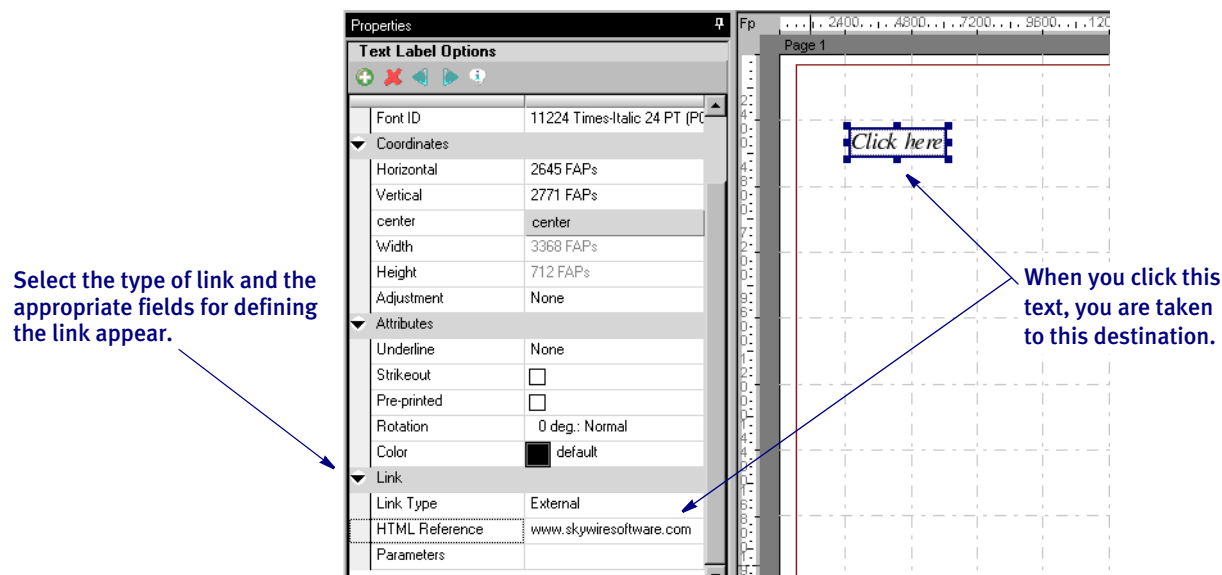 Properties
Text Label Options
Font ID 11224 Times-Italic 24 PT (P
Coordinates
Horizontal 2645 FAPs
Vertical 2771 FAPs
center center
Width 3368 FAPs
Height 712 FAPs
Adjustment None
Attributes
Underline None
Strikeout
Pre-printed
Rotation 0 deg.: Normal
Color default
Link
Link Type External
HTML Reference www.skywiresoftware.com
Parameters
Select the type of link and the
appropriate fields for defining
the link appear.
Fp 2400 4800 7200 9600 120
Page 1
Click here
When you click this
text, you are taken
to this destination.